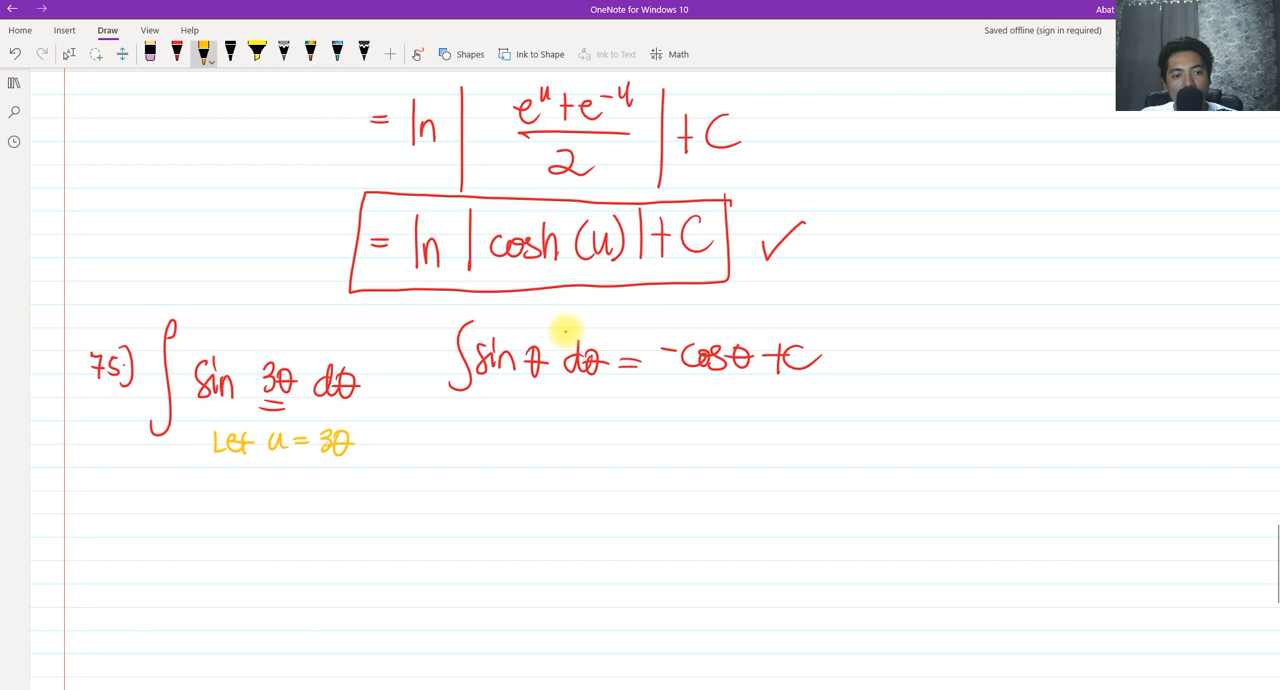 OneNote for Windows 10
Abat
Home Insert Draw View Help
Saved offline (sign in required)
Shapes Ink to Shape Ink to Text Math
= ln | (e^u + e^-u) / 2 | + C
= ln | cosh (u) | + C ✓
75.) ∫ sin 3θ dθ
∫ sin θ dθ = -cos θ + C
Let u = 3θ